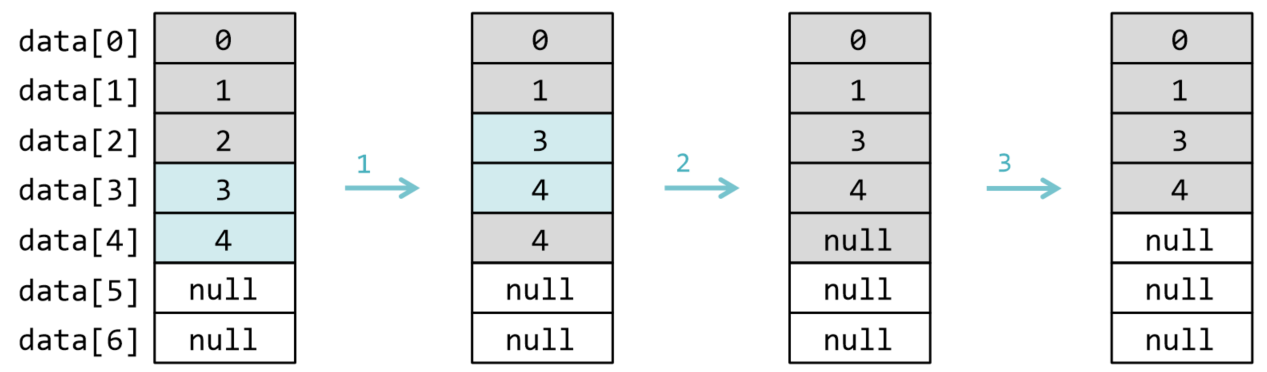 data[0] 0 0 0 0
data[1] 1 1 1 1
data[2] 2 3 3 3
1 2 3
data[3] 3 4 4 4
data[4] 4 4 null null
data[5] null null null null
data[6] null null null null